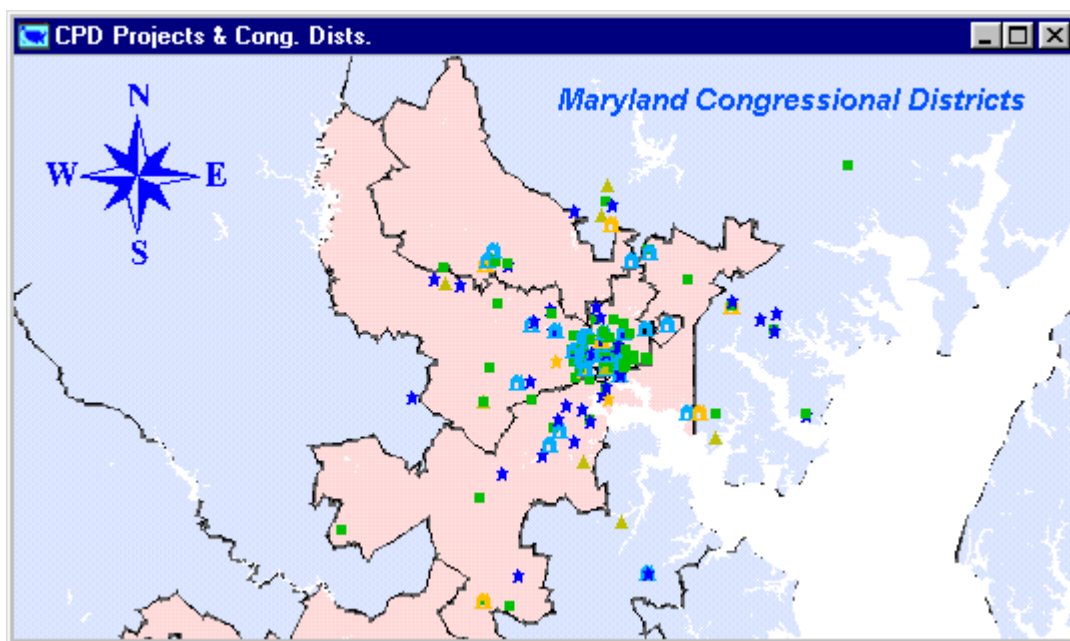 CPD Projects & Cong. Dists.
Maryland Congressional Districts
N
W E
S